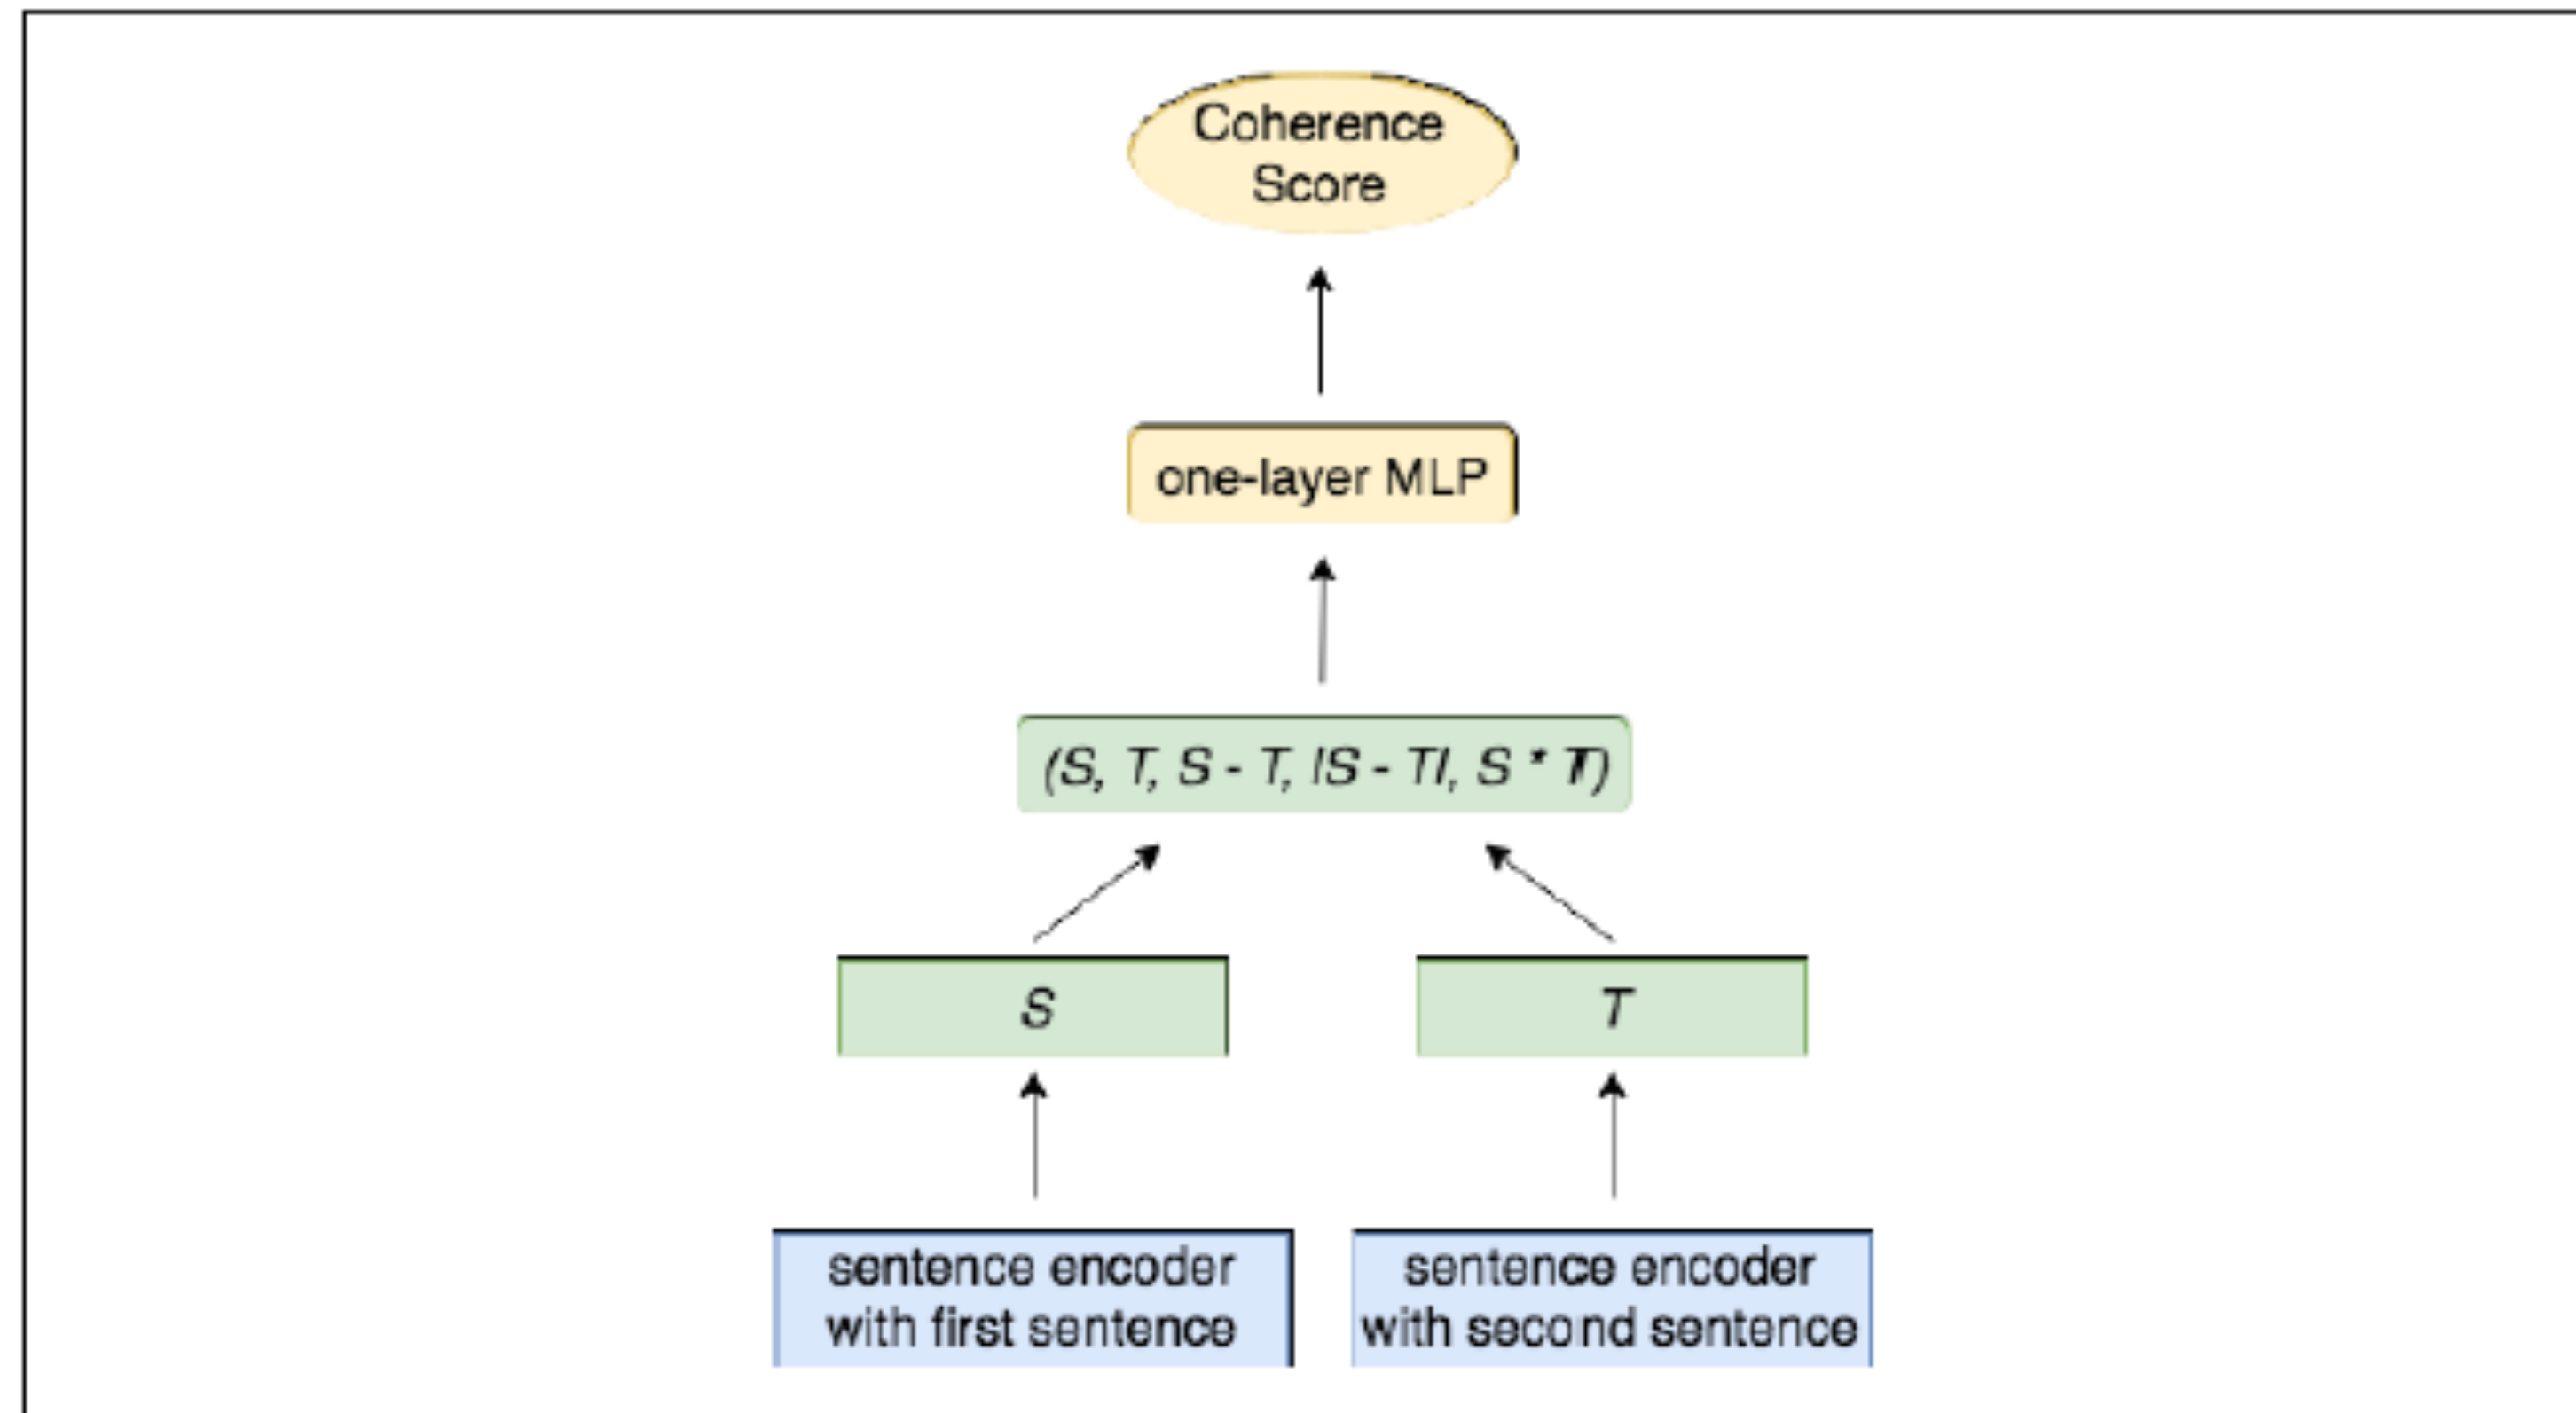 Coherence
Score
one-layer MLP
(S, T, S - T, |S - T|, S * T)
S
T
sentence encoder
with first sentence
sentence encoder
with second sentence